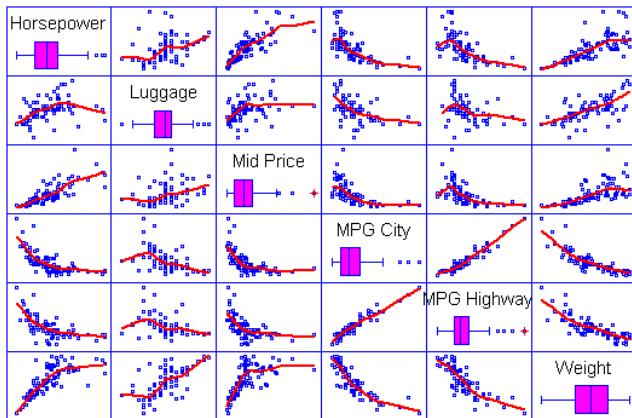 Horsepower
Luggage
Mid Price
MPG City
MPG Highway
Weight